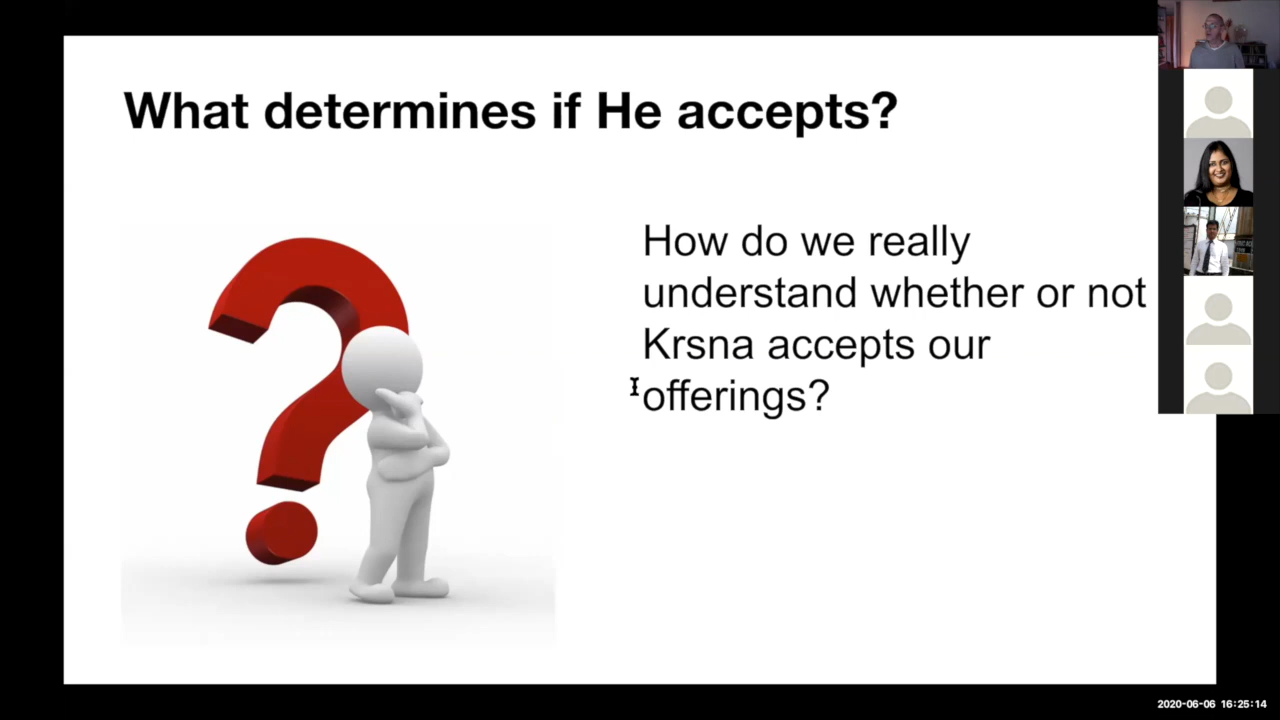 What determines if He accepts?
How do we really
understand whether or not
Krsna accepts our
offerings?
2020-06-06 16:25:14